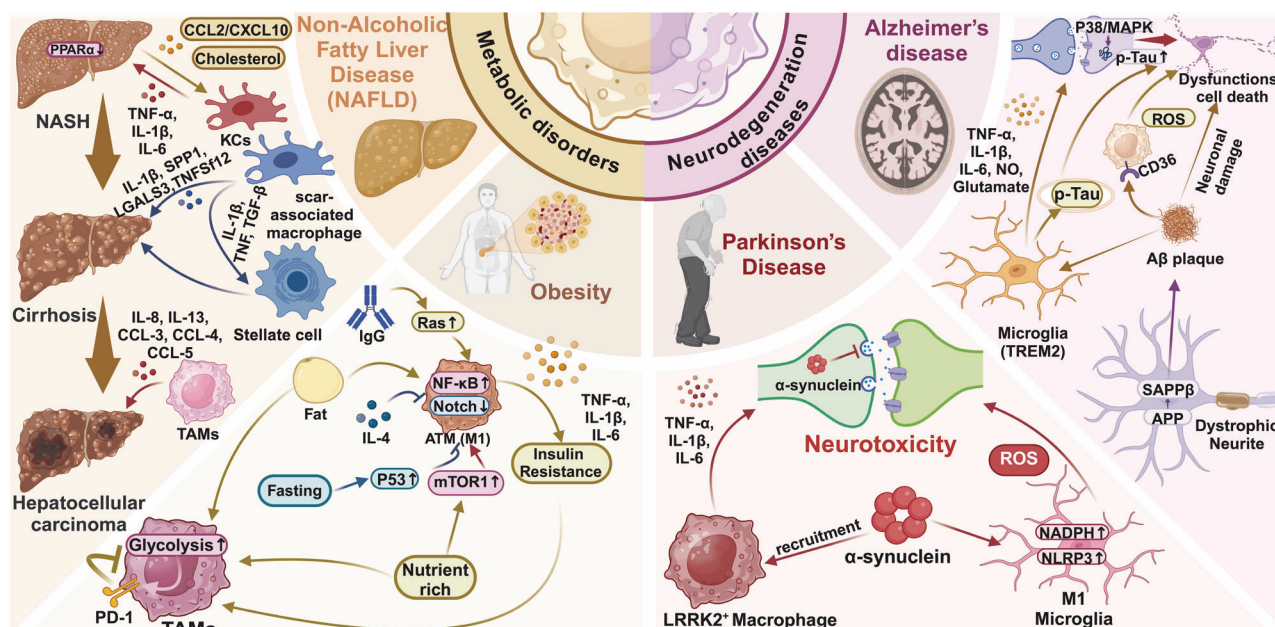 PPARα↓
CCL2/CXCL10
Cholesterol
NASH
TNF-α,
IL-1β,
IL-6
KCs
IL-1β, SPP1,
LGALS3,TNFSf12
IL-1β,
TNF, TGF-β
scar-
associated
macrophage
Cirrhosis
Stellate cell
IL-8, IL-13,
CCL-3, CCL-4,
CCL-5
TAMs
Hepatocellular
carcinoma
Non-Alcoholic
Fatty Liver
Disease
(NAFLD)
Metabolic disorders
Obesity
IgG
Ras↑
Fat
NF-κB↑
Notch↓
IL-4
ATM (M1)
TNF-α,
IL-1β,
IL-6
Insulin
Resistance
Fasting
P53↑
mTOR1↑
Nutrient
rich
Glycolysis↑
PD-1
TAMs
Neurodegeneration
diseases
Alzheimer's
disease
Parkinson's
Disease
P38/MAPK
p-Tau↑
Dysfunctions
cell death
TNF-α,
IL-1β,
IL-6, NO,
Glutamate
ROS
CD36
Neuronal
damage
p-Tau
Aβ plaque
Microglia
(TREM2)
SAPPβ
APP
Dystrophic
Neurite
α-synuclein
TNF-α,
IL-1β,
IL-6
Neurotoxicity
ROS
recruitment
α-synuclein
NADPH↑
NLRP3↑
LRRK2⁺ Macrophage
M1
Microglia